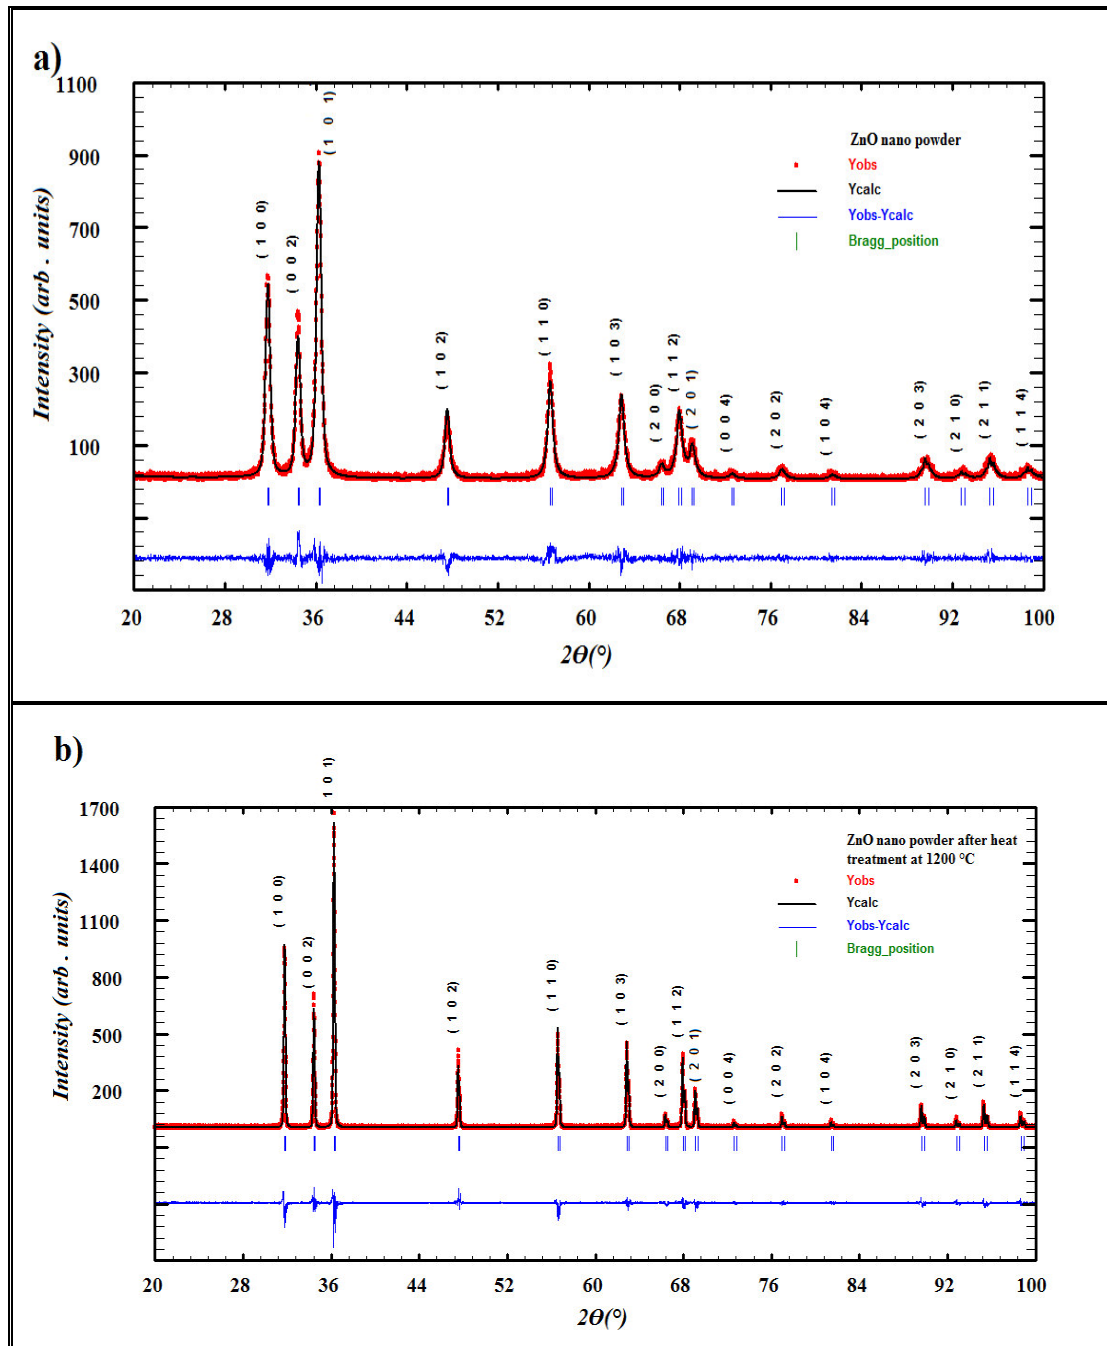 a)
1100
900
700
500
300
100
Intensity (arb . units)
( 1 0 0)
( 0 0 2)
( 1 0 1)
( 1 0 2)
( 1 1 0)
( 1 0 3)
( 2 0 0)
( 1 1 2)
( 2 0 1)
( 0 0 4)
( 2 0 2)
( 1 0 4)
( 2 0 3)
( 2 1 0)
( 2 1 1)
( 1 1 4)
ZnO nano powder
Yobs
Ycalc
Yobs-Ycalc
Bragg_position
20 28 36 44 52 60 68 76 84 92 100
2Θ(°)
b)
1700
1400
1100
800
500
200
Intensity (arb . units)
( 1 0 0)
( 0 0 2)
1 0 1)
( 1 0 2)
( 1 1 0)
( 1 0 3)
( 2 0 0)
( 1 1 2)
( 2 0 1)
( 0 0 4)
( 2 0 2)
( 1 0 4)
( 2 0 3)
( 2 1 0)
( 2 1 1)
( 1 1 4)
ZnO nano powder after heat
treatment at 1200 °C
Yobs
Ycalc
Yobs-Ycalc
Bragg_position
20 28 36 44 52 60 68 76 84 92 100
2Θ(°)